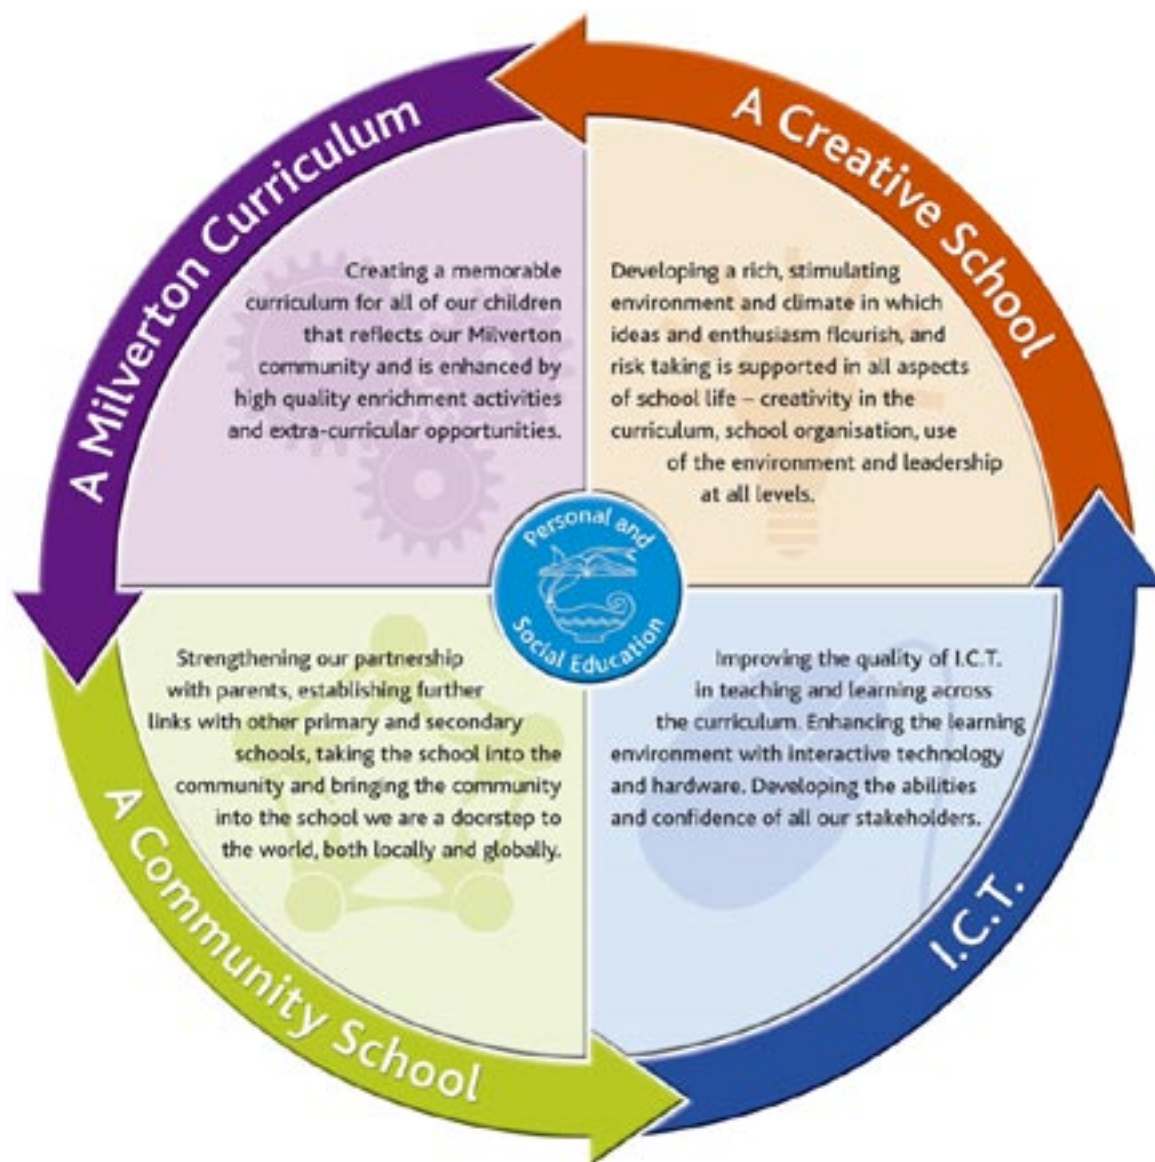 A Milverton Curriculum
Creating a memorable
curriculum for all of our children
that reflects our Milverton
community and is enhanced by
high quality enrichment activities
and extra-curricular opportunities.
A Creative School
Developing a rich, stimulating
environment and climate in which
ideas and enthusiasm flourish, and
risk taking is supported in all aspects
of school life – creativity in the
curriculum, school organisation, use
of the environment and leadership
at all levels.
Personal and
Social Education
A Community School
Strengthening our partnership
with parents, establishing further
links with other primary and secondary
schools, taking the school into the
community and bringing the community
into the school we are a doorstep to
the world, both locally and globally.
I.C.T.
Improving the quality of I.C.T.
in teaching and learning across
the curriculum. Enhancing the learning
environment with interactive technology
and hardware. Developing the abilities
and confidence of all our stakeholders.